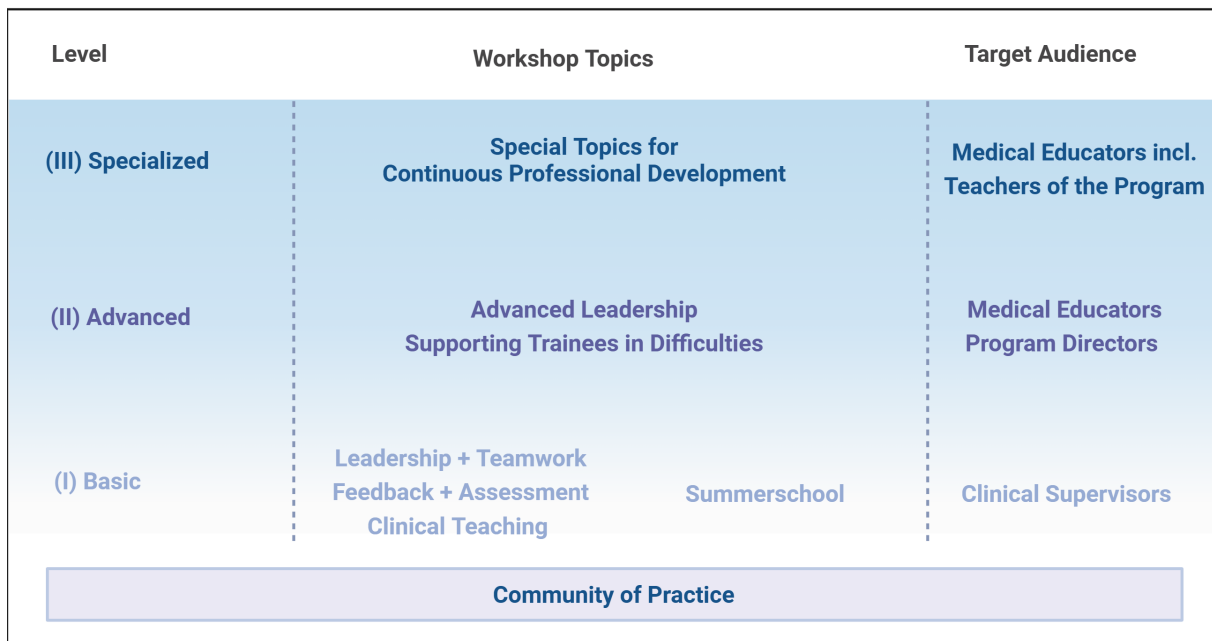 Level
Workshop Topics
Target Audience
(III) Specialized
Special Topics for
Continuous Professional Development
Medical Educators incl.
Teachers of the Program
(II) Advanced
Advanced Leadership
Supporting Trainees in Difficulties
Medical Educators
Program Directors
(I) Basic
Leadership + Teamwork
Feedback + Assessment
Clinical Teaching
Summerschool
Clinical Supervisors
Community of Practice